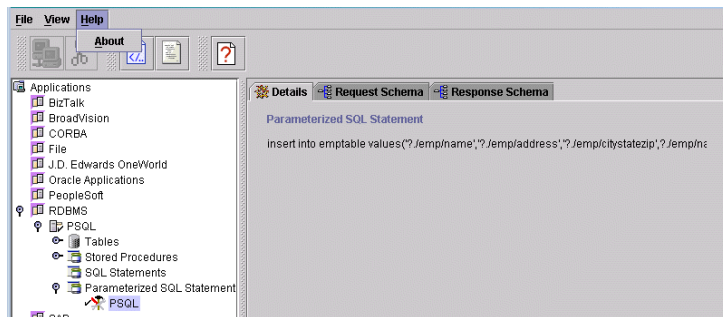 File View Help
About
Applications
BizTalk
BroadVision
CORBA
File
J.D. Edwards OneWorld
Oracle Applications
PeopleSoft
RDBMS
PSQL
Tables
Stored Procedures
SQL Statements
Parameterized SQL Statement
PSQL
Details Request Schema Response Schema
Parameterized SQL Statement
insert into emptable values('?./emp/name','?./emp/address','?./emp/citystatezip',?./emp/na